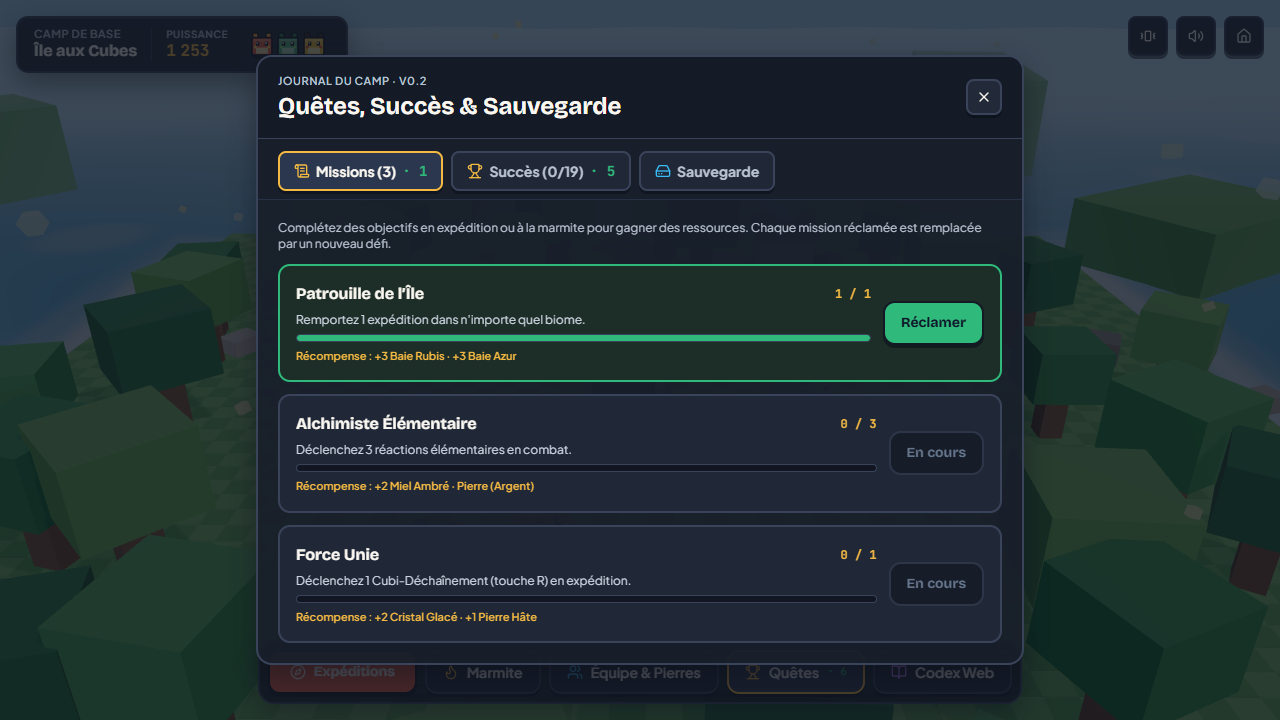 CAMP DE BASE
Île aux Cubes
PUISSANCE
1 253
JOURNAL DU CAMP · V0.2
Quêtes, Succès & Sauvegarde
Missions (3) · 1
Succès (0/19) · 5
Sauvegarde
Complétez des objectifs en expédition ou à la marmite pour gagner des ressources. Chaque mission réclamée est remplacée
par un nouveau défi.
Patrouille de l'Île
1 / 1
Remportez 1 expédition dans n'importe quel biome.
Récompense : +3 Baie Rubis · +3 Baie Azur
Réclamer
Alchimiste Élémentaire
0 / 3
Déclenchez 3 réactions élémentaires en combat.
Récompense : +2 Miel Ambré · Pierre (Argent)
En cours
Force Unie
0 / 1
Déclenchez 1 Cubi-Déchaînement (touche R) en expédition.
Récompense : +2 Cristal Glacé · +1 Pierre Hâte
En cours
Expéditions
Marmite
Équipe & Pierres
Quêtes · 6
Codex Web